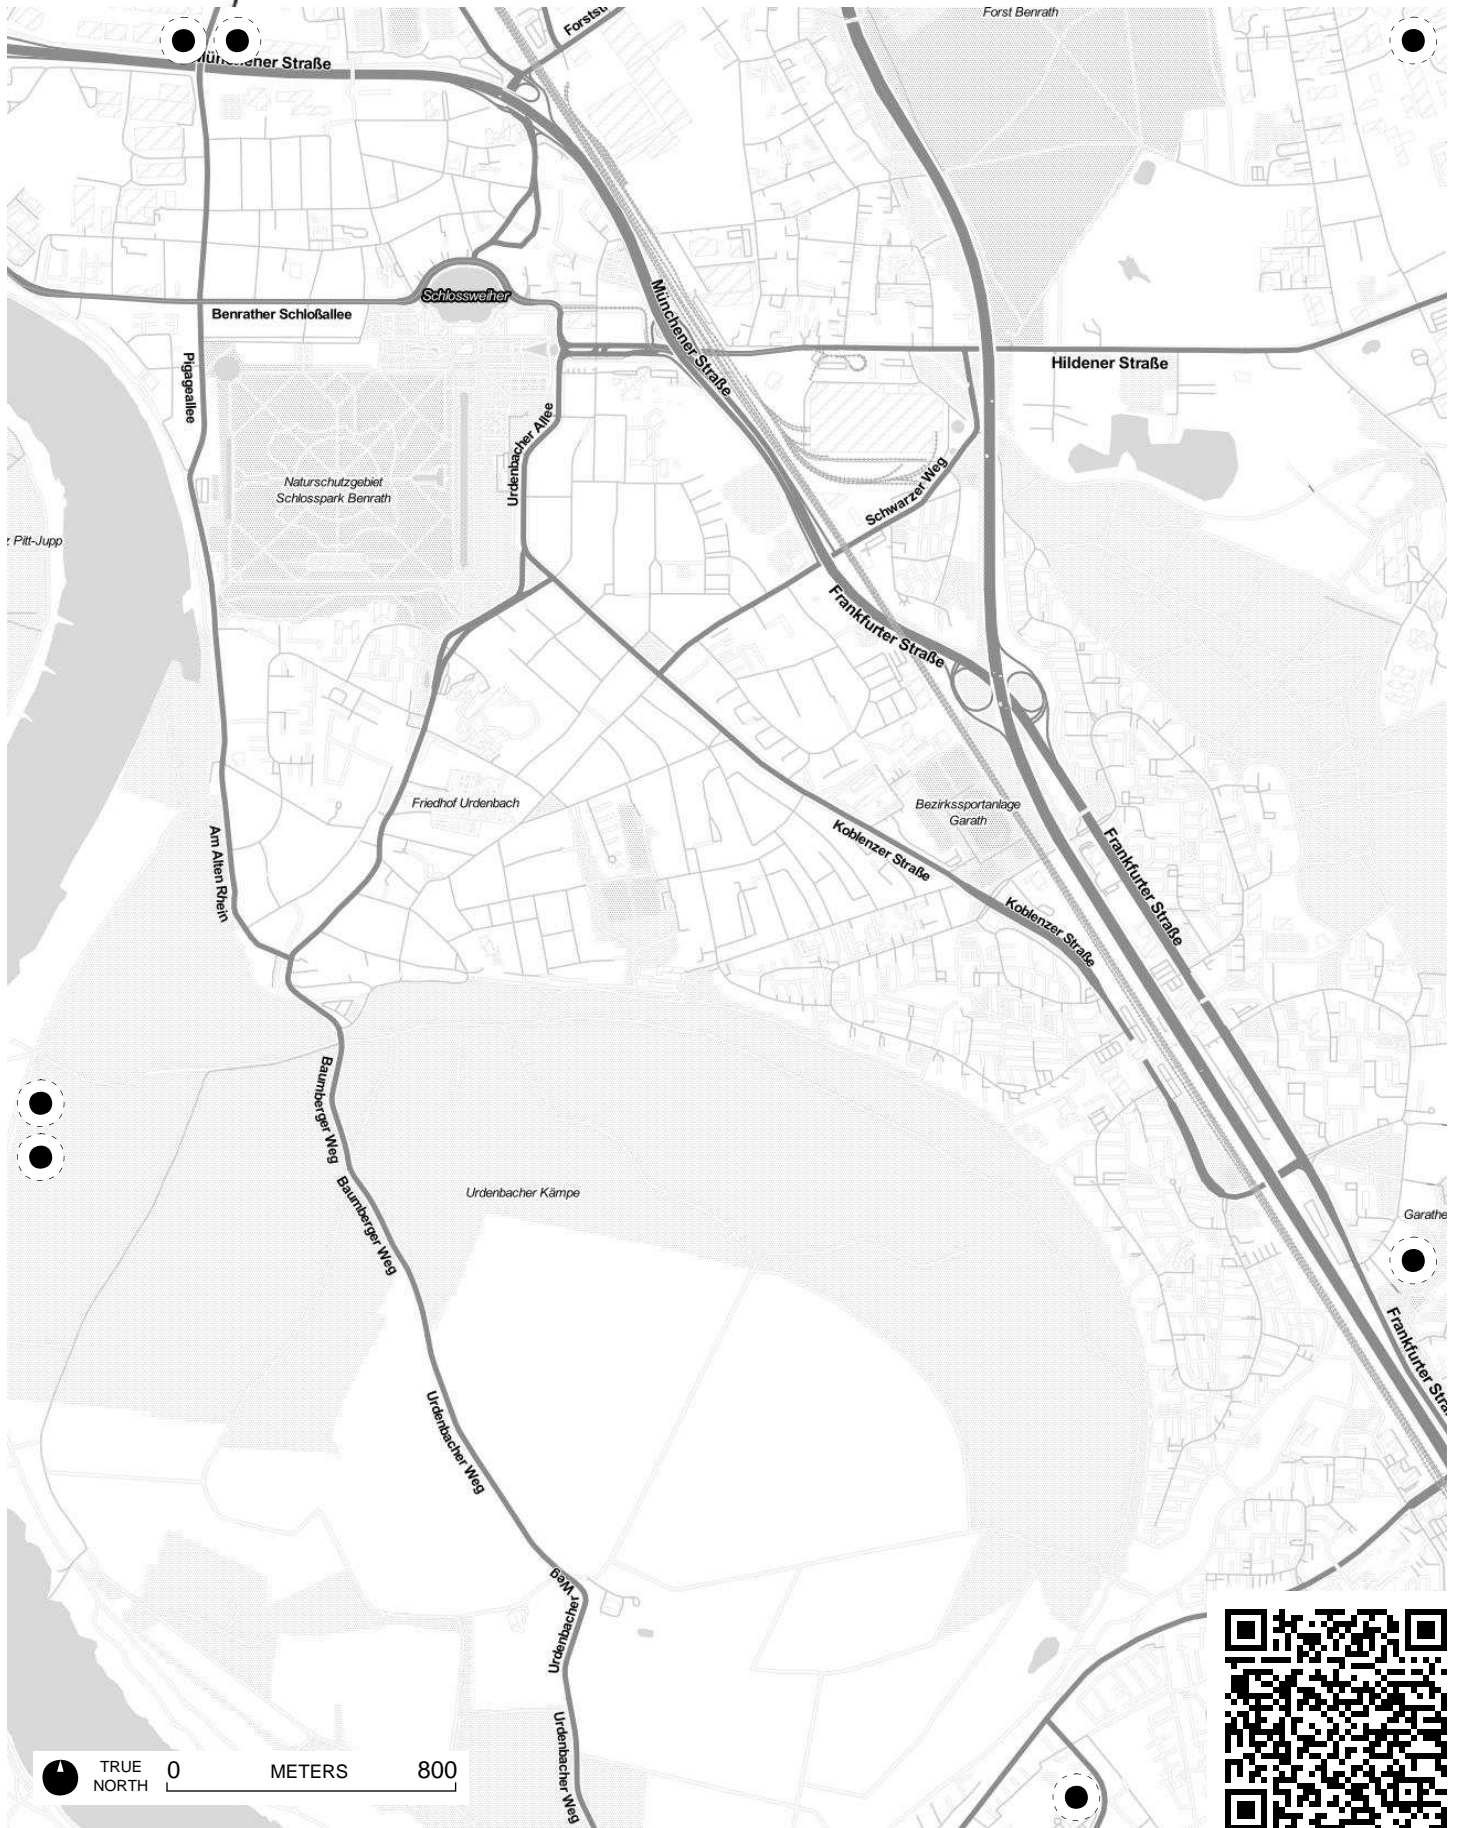 Forst Benrath
Münchener Straße
Schlossweiher
Benrather Schloßallee
Münchener Straße
Hildener Straße
Pigageallee
Urdenbacher Allee
Naturschutzgebiet
Schlosspark Benrath
Schwarzer Weg
Pitt-Jupp
Frankfurter Straße
Friedhof Urdenbach
Bezirkssportanlage
Garath
Koblenzer Straße
Am Alten Rhein
Frankfurter Straße
Koblenzer Straße
Baumberger Weg
Baumberger Weg
Urdenbacher Kämpe
Garathe
Frankfurter Stra
Urdenbacher Weg
Urdenbacher Weg
Urdenbacher Weg
TRUE
NORTH
0 METERS 800